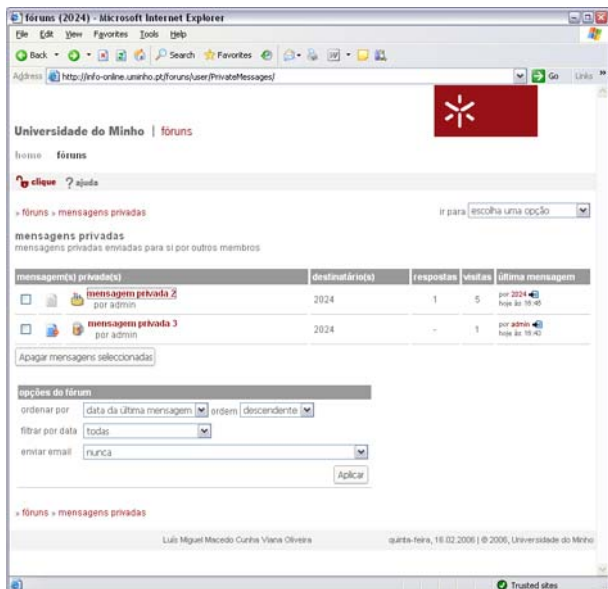 fóruns (2024) - Microsoft Internet Explorer
File Edit View Favorites Tools Help
Back Search Favorites
Address http://info-online.uminho.pt/foruns/user/PrivateMessages/ Go Links »
Universidade do Minho | fóruns
home fóruns
clique ? ajuda
» fóruns » mensagens privadas ir para escolha uma opção
mensagens privadas
mensagens privadas enviadas para si por outros membros
mensagem(s) privada(s) destinatário(s) respostas visitas última mensagem
mensagem privada 2 2024 1 5 por 2024
por admin hoje às
mensagem privada 3 2024 - 1 por admin
por admin hoje às
Apagar mensagens seleccionadas
opções do fórum
ordenar por data da última mensagem ordem descendente
filtrar por data todas
enviar email nunca
Aplicar
» fóruns » mensagens privadas
Luís Miguel Macedo Cunha Viana Oliveira quinta-feira, 16.02.2006 | © 2006, Universidade do Minho
Trusted sites